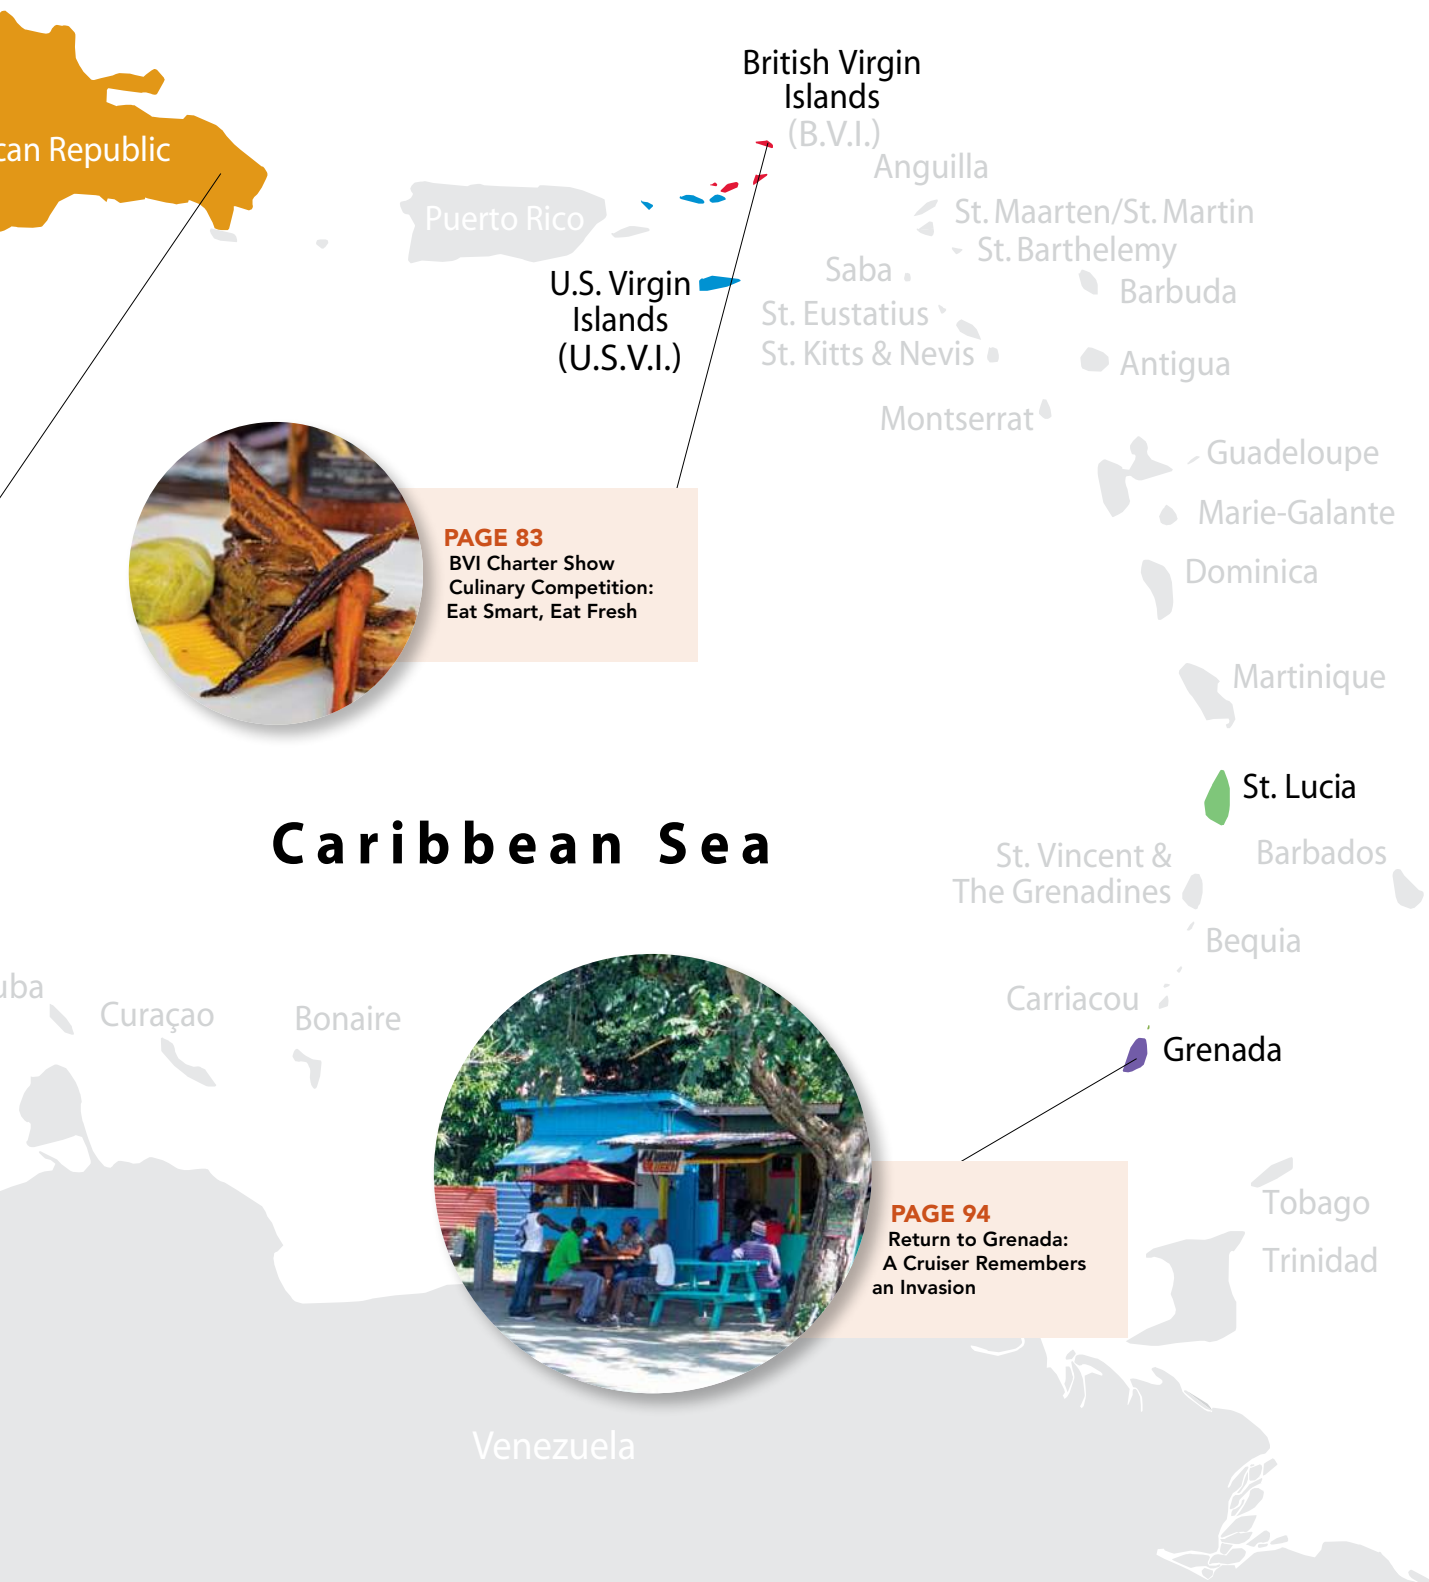 British Virgin
Islands
(B.V.I.)
can Republic
Anguilla
Puerto Rico
St. Maarten/St. Martin
St. Barthelemy
Saba
U.S. Virgin
Islands
(U.S.V.I.)
Barbuda
St. Eustatius
St. Kitts & Nevis
Antigua
Montserrat
Guadeloupe
Marie-Galante
PAGE 83
BVI Charter Show
Culinary Competition:
Eat Smart, Eat Fresh
Dominica
Martinique
St. Lucia
Caribbean Sea
St. Vincent &
The Grenadines
Barbados
Bequia
uba
Curaçao
Bonaire
Carriacou
Grenada
PAGE 94
Return to Grenada:
A Cruiser Remembers
an Invasion
Tobago
Trinidad
Venezuela